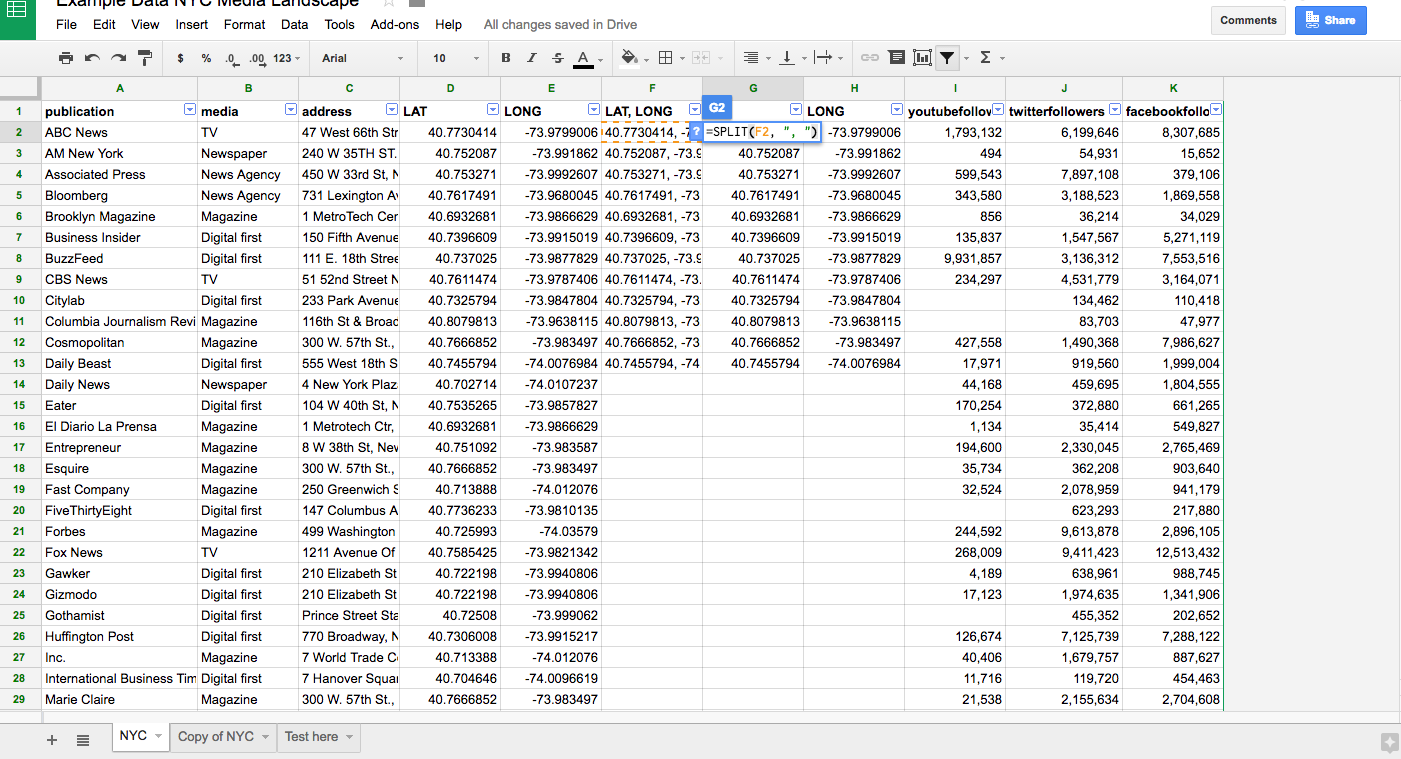 Example Data NYC Media Landscape
File Edit View Insert Format Data Tools Add-ons Help All changes saved in Drive Comments Share
$ % .0 .00 123 Arial 10 B I S A Σ
A B C D E F G H I J K
1 publication media address LAT LONG LAT, LONG G2 LONG youtubefollov twitterfollowers facebookfollo
2 ABC News TV 47 West 66th Str 40.7730414 -73.9799006 40.7730414, -7 ? =SPLIT(F2, ", ") -73.9799006 1,793,132 6,199,646 8,307,685
3 AM New York Newspaper 240 W 35TH ST. 40.752087 -73.991862 40.752087, -73.9 40.752087 -73.991862 494 54,931 15,652
4 Associated Press News Agency 450 W 33rd St, N 40.753271 -73.9992607 40.753271, -73.9 40.753271 -73.9992607 599,543 7,897,108 379,106
5 Bloomberg News Agency 731 Lexington Av 40.7617491 -73.9680045 40.7617491, -73 40.7617491 -73.9680045 343,580 3,188,523 1,869,558
6 Brooklyn Magazine Magazine 1 MetroTech Cer 40.6932681 -73.9866629 40.6932681, -73 40.6932681 -73.9866629 856 36,214 34,029
7 Business Insider Digital first 150 Fifth Avenue 40.7396609 -73.9915019 40.7396609, -73 40.7396609 -73.9915019 135,837 1,547,567 5,271,119
8 BuzzFeed Digital first 111 E. 18th Stree 40.737025 -73.9877829 40.737025, -73.9 40.737025 -73.9877829 9,931,857 3,136,312 7,553,516
9 CBS News TV 51 52nd Street N 40.7611474 -73.9787406 40.7611474, -73. 40.7611474 -73.9787406 234,297 4,531,779 3,164,071
10 Citylab Digital first 233 Park Avenue 40.7325794 -73.9847804 40.7325794, -73 40.7325794 -73.9847804 134,462 110,418
11 Columbia Journalism Revi Magazine 116th St & Broac 40.8079813 -73.9638115 40.8079813, -73 40.8079813 -73.9638115 83,703 47,977
12 Cosmopolitan Magazine 300 W. 57th St., 40.7666852 -73.983497 40.7666852, -73 40.7666852 -73.983497 427,558 1,490,368 7,986,627
13 Daily Beast Digital first 555 West 18th S 40.7455794 -74.0076984 40.7455794, -74 40.7455794 -74.0076984 17,971 919,560 1,999,004
14 Daily News Newspaper 4 New York Plaz 40.702714 -74.0107237 44,168 459,695 1,804,555
15 Eater Digital first 104 W 40th St, N 40.7535265 -73.9857827 170,254 372,880 661,265
16 El Diario La Prensa Magazine 1 Metrotech Ctr, 40.6932681 -73.9866629 1,134 35,414 549,827
17 Entrepreneur Magazine 8 W 38th St, Nev 40.751092 -73.983587 194,600 2,330,045 2,765,469
18 Esquire Magazine 300 W. 57th St., 40.7666852 -73.983497 35,734 362,208 903,640
19 Fast Company Magazine 250 Greenwich S 40.713888 -74.012076 32,524 2,078,959 941,179
20 FiveThirtyEight Digital first 147 Columbus A 40.7736233 -73.9810135 623,293 217,880
21 Forbes Magazine 499 Washington 40.725993 -74.03579 244,592 9,613,878 2,896,105
22 Fox News TV 1211 Avenue Of 40.7585425 -73.9821342 268,009 9,411,423 12,513,432
23 Gawker Digital first 210 Elizabeth St 40.722198 -73.9940806 4,189 638,961 988,745
24 Gizmodo Digital first 210 Elizabeth St 40.722198 -73.9940806 17,123 1,974,635 1,341,906
25 Gothamist Digital first Prince Street Sta 40.72508 -73.999062 455,352 202,652
26 Huffington Post Digital first 770 Broadway, N 40.7306008 -73.9915217 126,674 7,125,739 7,288,122
27 Inc. Magazine 7 World Trade C 40.713388 -74.012076 40,406 1,679,757 887,627
28 International Business Tim Digital first 7 Hanover Squar 40.704646 -74.0096619 11,716 119,720 454,463
29 Marie Claire Magazine 300 W. 57th St., 40.7666852 -73.983497 21,538 2,155,634 2,704,608
NYC Copy of NYC Test here